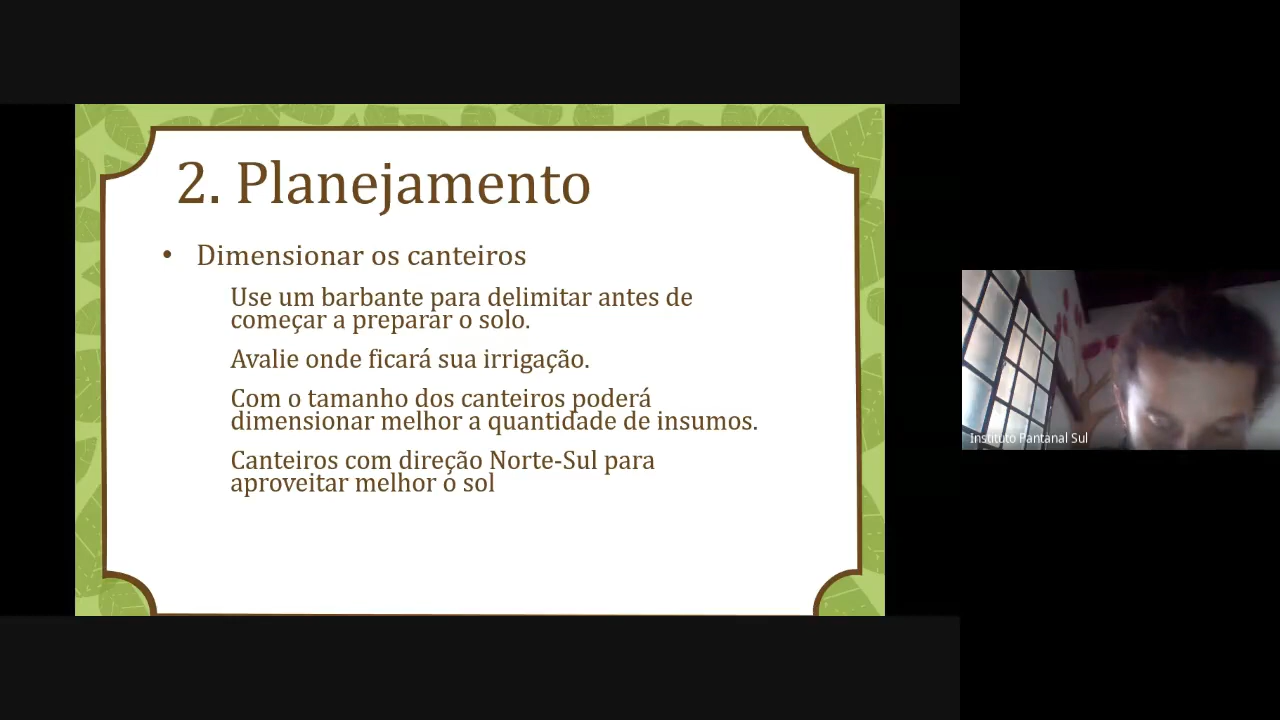 2. Planejamento
• Dimensionar os canteiros
Use um barbante para delimitar antes de
começar a preparar o solo.
Avalie onde ficará sua irrigação.
Com o tamanho dos canteiros poderá
dimensionar melhor a quantidade de insumos.
Canteiros com direção Norte-Sul para
aproveitar melhor o sol
Instituto Pantanal Sul